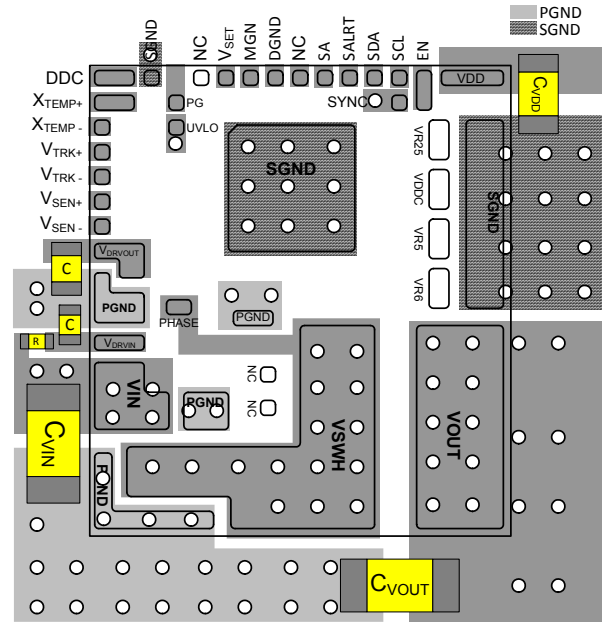 PGND
SGND
SGND
NC
VSET
MGN
DGND
NC
SA
SALRT
SDA
SCL
EN
DDC
VDD
CVDD
XTEMP+
PG
SYNC
XTEMP -
UVLO
VR25
VTRK+
VTRK -
SGND
SGND
VDDC
VSEN+
VSEN -
VR5
VDRVOUT
C
VR6
PGND
PHASE
PGND
C
R
VDRVIN
NC
VIN
PGND
NC
CVIN
VSWH
VOUT
PGND
CVOUT